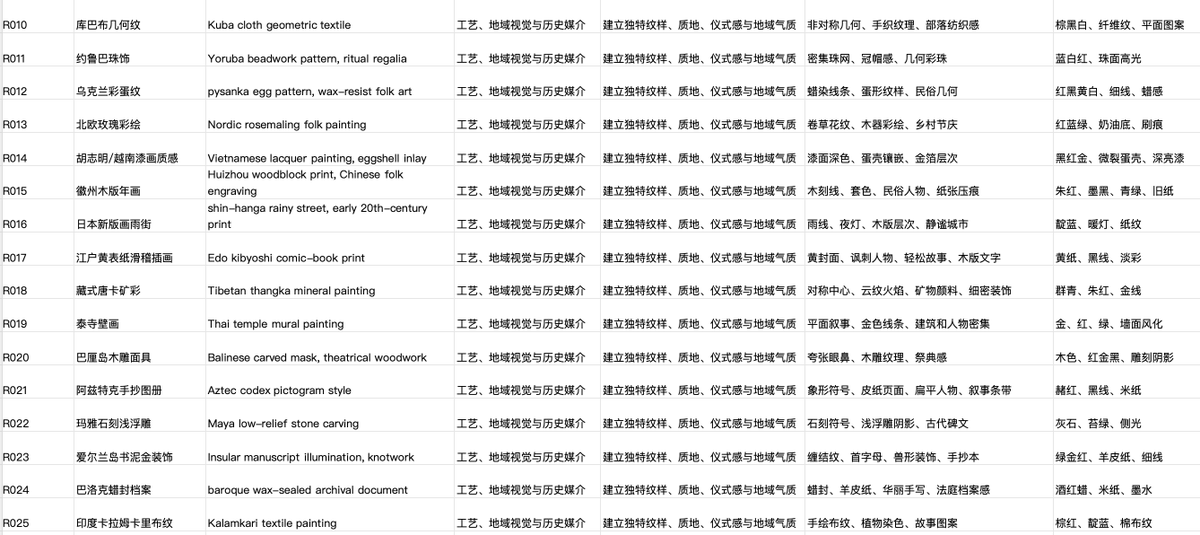 R010 库巴布几何纹 Kuba cloth geometric textile 工艺、地域视觉与历史媒介 建立独特纹样、质地、仪式感与地域气质 非对称几何、手织纹理、部落纺织感 棕黑白、纤维纹、平面图案
R011 约鲁巴珠饰 Yoruba beadwork pattern, ritual regalia 工艺、地域视觉与历史媒介 建立独特纹样、质地、仪式感与地域气质 密集珠网、冠帽感、几何彩珠 蓝白红、珠面高光
R012 乌克兰彩蛋纹 pysanka egg pattern, wax-resist folk art 工艺、地域视觉与历史媒介 建立独特纹样、质地、仪式感与地域气质 蜡染线条、蛋形纹样、民俗几何 红黑黄白、细线、蜡感
R013 北欧玫瑰彩绘 Nordic rosemaling folk painting 工艺、地域视觉与历史媒介 建立独特纹样、质地、仪式感与地域气质 卷草花纹、木器彩绘、乡村节庆 红蓝绿、奶油底、刷痕
R014 胡志明/越南漆画质感 Vietnamese lacquer painting, eggshell inlay 工艺、地域视觉与历史媒介 建立独特纹样、质地、仪式感与地域气质 漆面深色、蛋壳镶嵌、金箔层次 黑红金、微裂蛋壳、深亮漆
Huizhou woodblock print, Chinese folk
R015 徽州木版年画 engraving 工艺、地域视觉与历史媒介 建立独特纹样、质地、仪式感与地域气质 木刻线、套色、民俗人物、纸张压痕 朱红、墨黑、青绿、旧纸
shin-hanga rainy street, early 20th-century
R016 日本新版画雨街 print 工艺、地域视觉与历史媒介 建立独特纹样、质地、仪式感与地域气质 雨线、夜灯、木版层次、静谧城市 靛蓝、暖灯、纸纹
R017 江户黄表纸滑稽插画 Edo kibyoshi comic-book print 工艺、地域视觉与历史媒介 建立独特纹样、质地、仪式感与地域气质 黄封面、讽刺人物、轻松故事、木版文字 黄纸、黑线、淡彩
R018 藏式唐卡矿彩 Tibetan thangka mineral painting 工艺、地域视觉与历史媒介 建立独特纹样、质地、仪式感与地域气质 对称中心、云纹火焰、矿物颜料、细密装饰 群青、朱红、金线
R019 泰寺壁画 Thai temple mural painting 工艺、地域视觉与历史媒介 建立独特纹样、质地、仪式感与地域气质 平面叙事、金色线条、建筑和人物密集 金、红、绿、墙面风化
R020 巴厘岛木雕面具 Balinese carved mask, theatrical woodwork 工艺、地域视觉与历史媒介 建立独特纹样、质地、仪式感与地域气质 夸张眼鼻、木雕纹理、祭典感 木色、红金黑、雕刻阴影
R021 阿兹特克手抄图册 Aztec codex pictogram style 工艺、地域视觉与历史媒介 建立独特纹样、质地、仪式感与地域气质 象形符号、皮纸页面、扁平人物、叙事条带 赭红、黑线、米纸
R022 玛雅石刻浅浮雕 Maya low-relief stone carving 工艺、地域视觉与历史媒介 建立独特纹样、质地、仪式感与地域气质 石刻符号、浅浮雕阴影、古代碑文 灰石、苔绿、侧光
R023 爱尔兰岛书泥金装饰 Insular manuscript illumination, knotwork 工艺、地域视觉与历史媒介 建立独特纹样、质地、仪式感与地域气质 缠结纹、首字母、兽形装饰、手抄本 绿金红、羊皮纸、细线
R024 巴洛克蜡封档案 baroque wax-sealed archival document 工艺、地域视觉与历史媒介 建立独特纹样、质地、仪式感与地域气质 蜡封、羊皮纸、华丽手写、法庭档案感 酒红蜡、米纸、墨水
R025 印度卡拉姆卡里布纹 Kalamkari textile painting 工艺、地域视觉与历史媒介 建立独特纹样、质地、仪式感与地域气质 手绘布纹、植物染色、故事图案 棕红、靛蓝、棉布纹